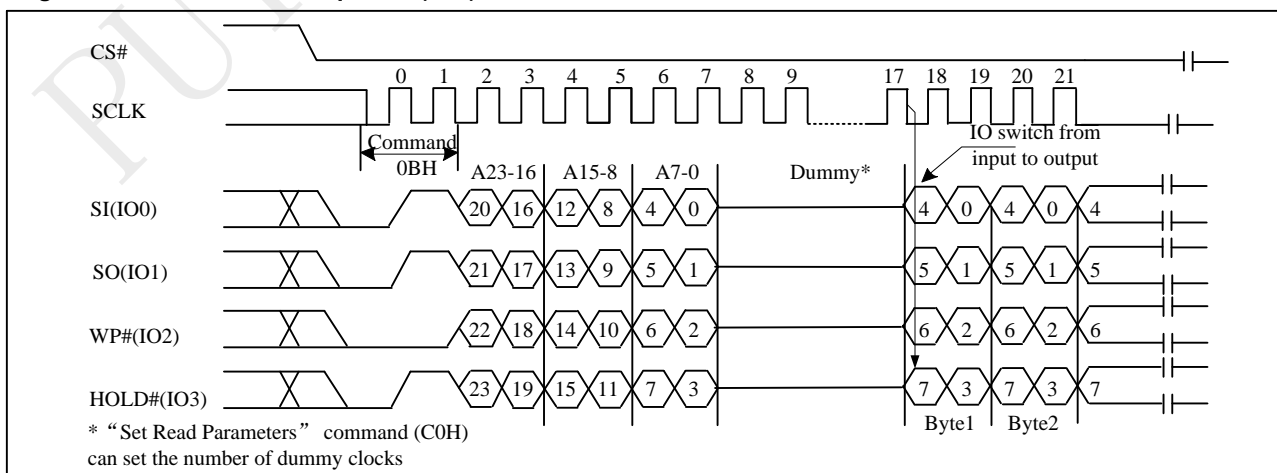 PU
CS#
0 1 2 3 4 5 6 7 8 9 17 18 19 20 21
SCLK
Command
0BH
IO switch from
input to output
A23-16 A15-8 A7-0 Dummy*
SI(IO0) 20 16 12 8 4 0 4 0 4 0 4
SO(IO1) 21 17 13 9 5 1 5 1 5 1 5
WP#(IO2) 22 18 14 10 6 2 6 2 6 2 6
HOLD#(IO3) 23 19 15 11 7 3 7 3 7 3 7
Byte1 Byte2
* “Set Read Parameters” command (C0H)
can set the number of dummy clocks